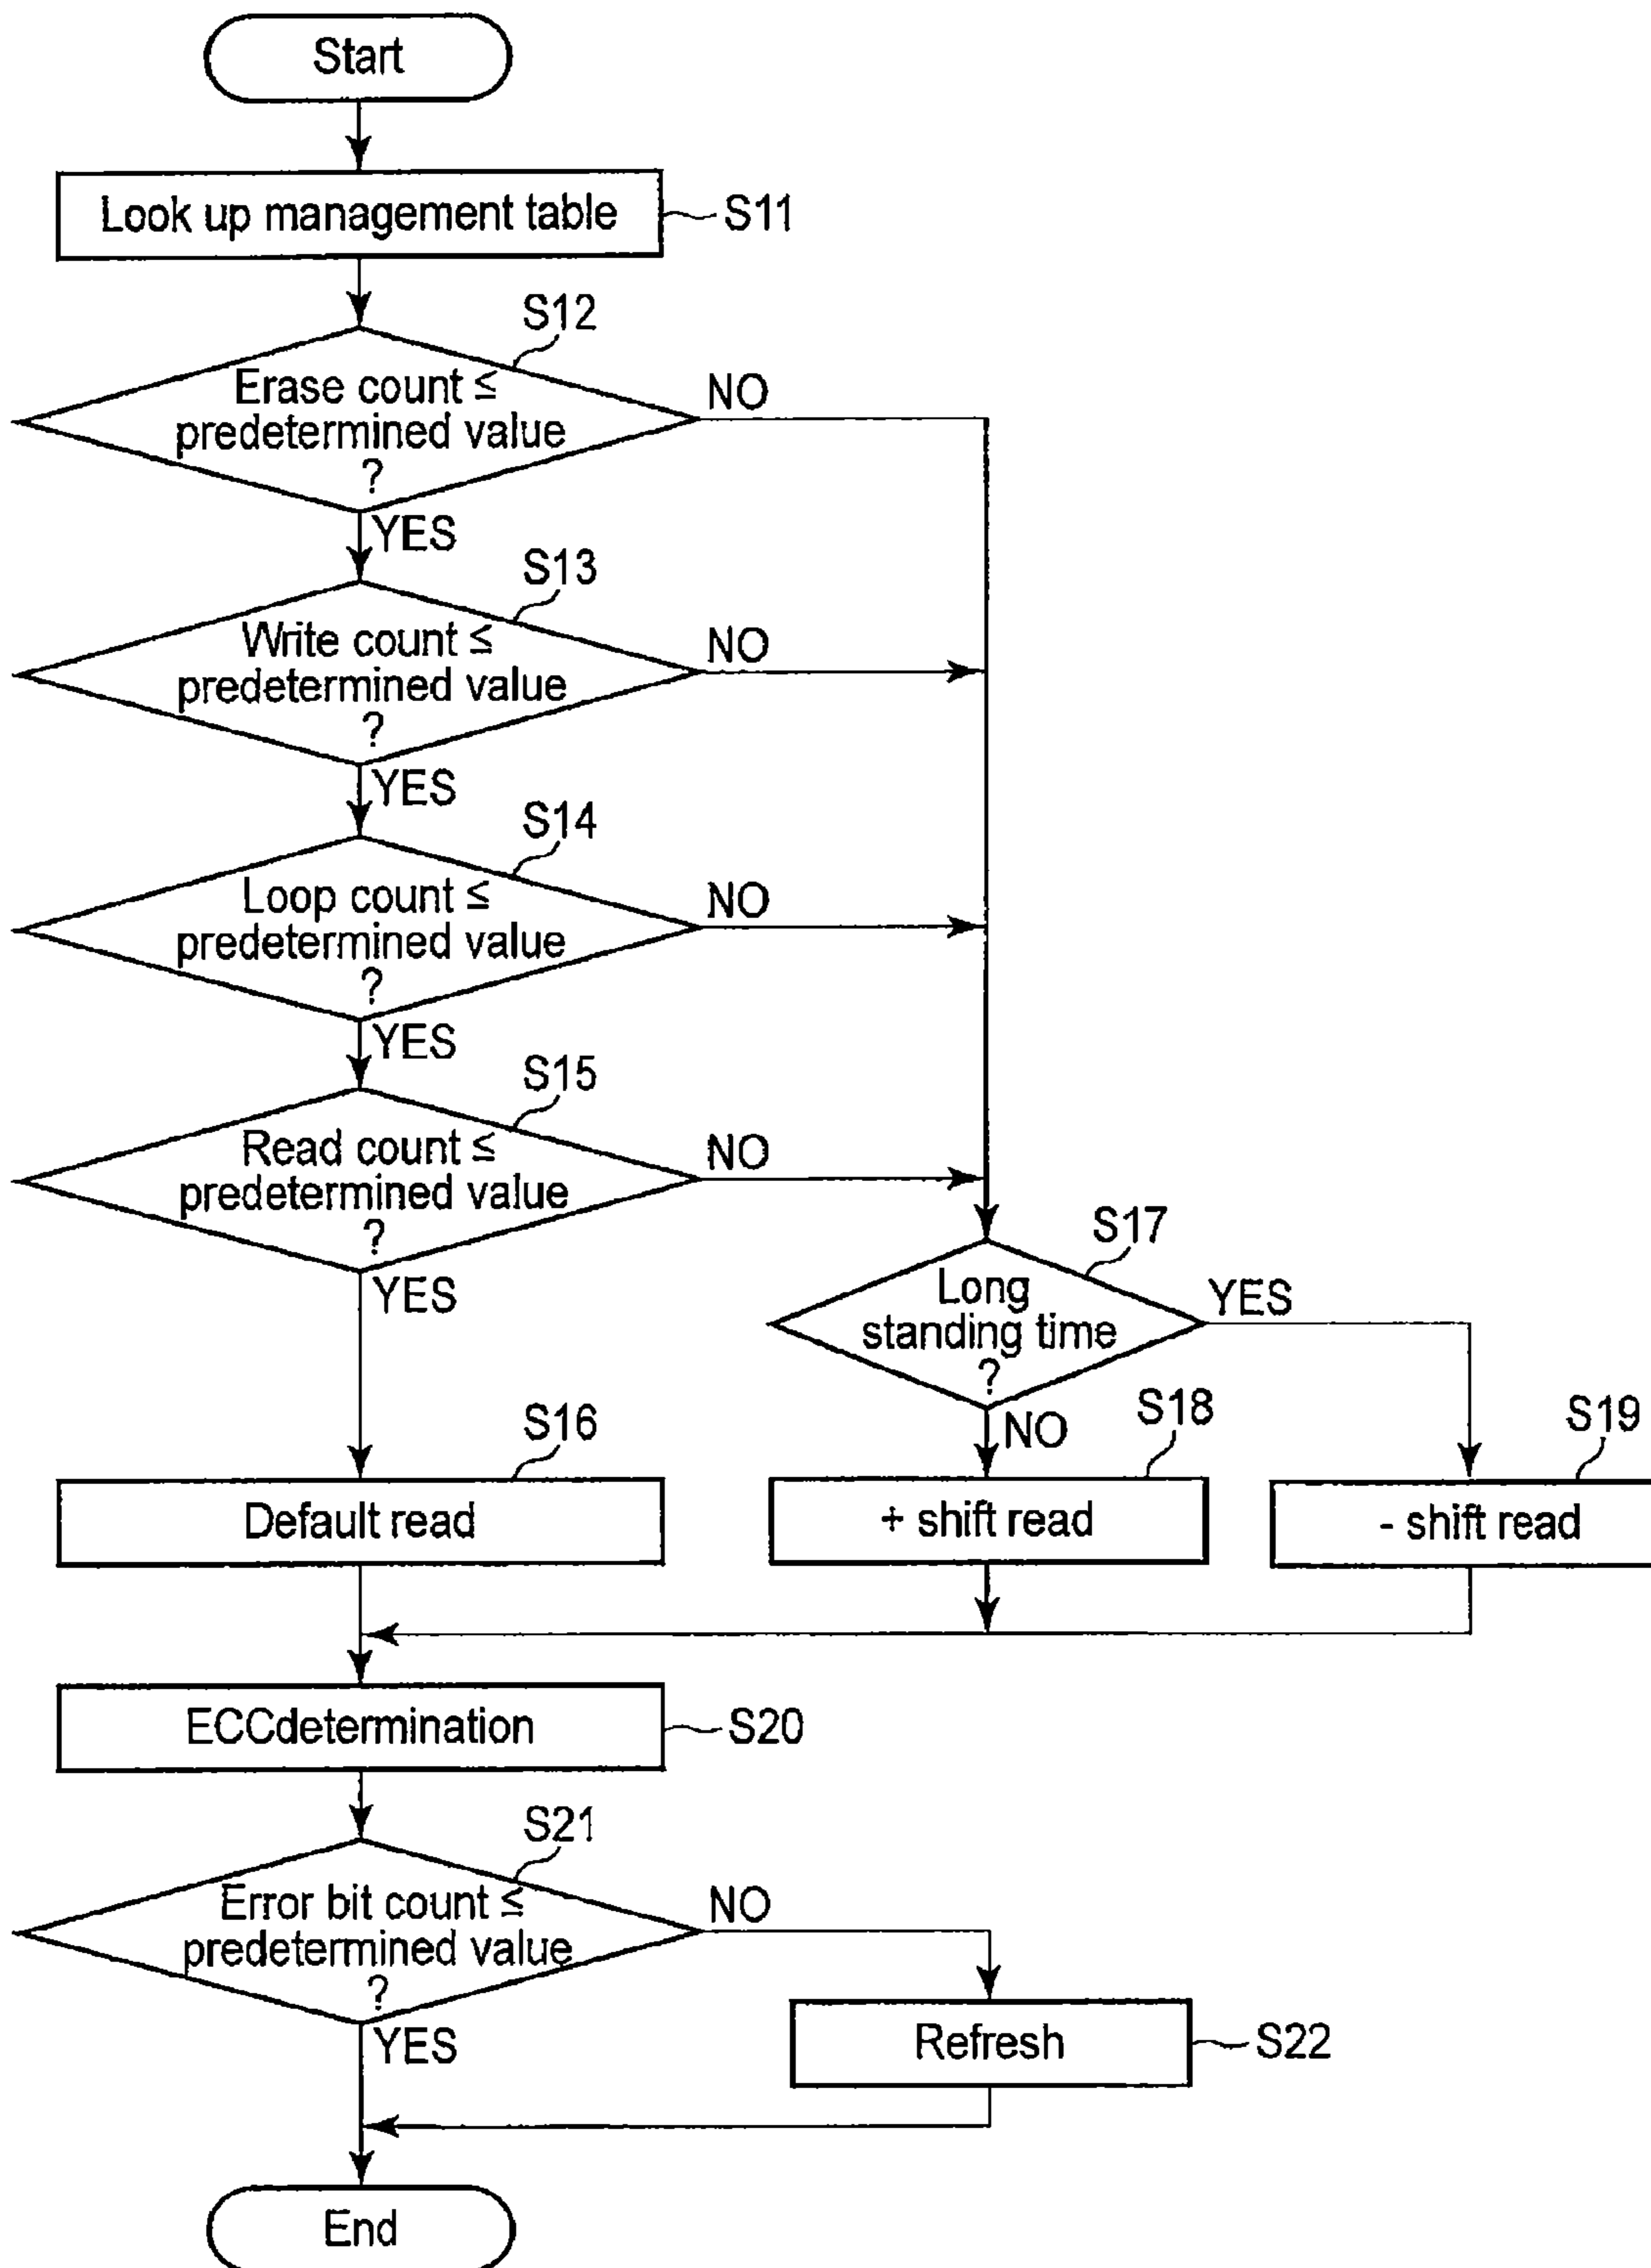 Start
Look up management table
S11
S12
Erase count ≤
predetermined value
?
NO
YES
S13
Write count ≤
predetermined value
?
NO
YES
S14
Loop count ≤
predetermined value
?
NO
YES
S15
Read count ≤
predetermined value
?
NO
YES
S17
Long
standing time
?
YES
NO
S16
Default read
S18
+ shift read
S19
- shift read
ECCdetermination
S20
S21
Error bit count ≤
predetermined value
?
NO
YES
Refresh
S22
End